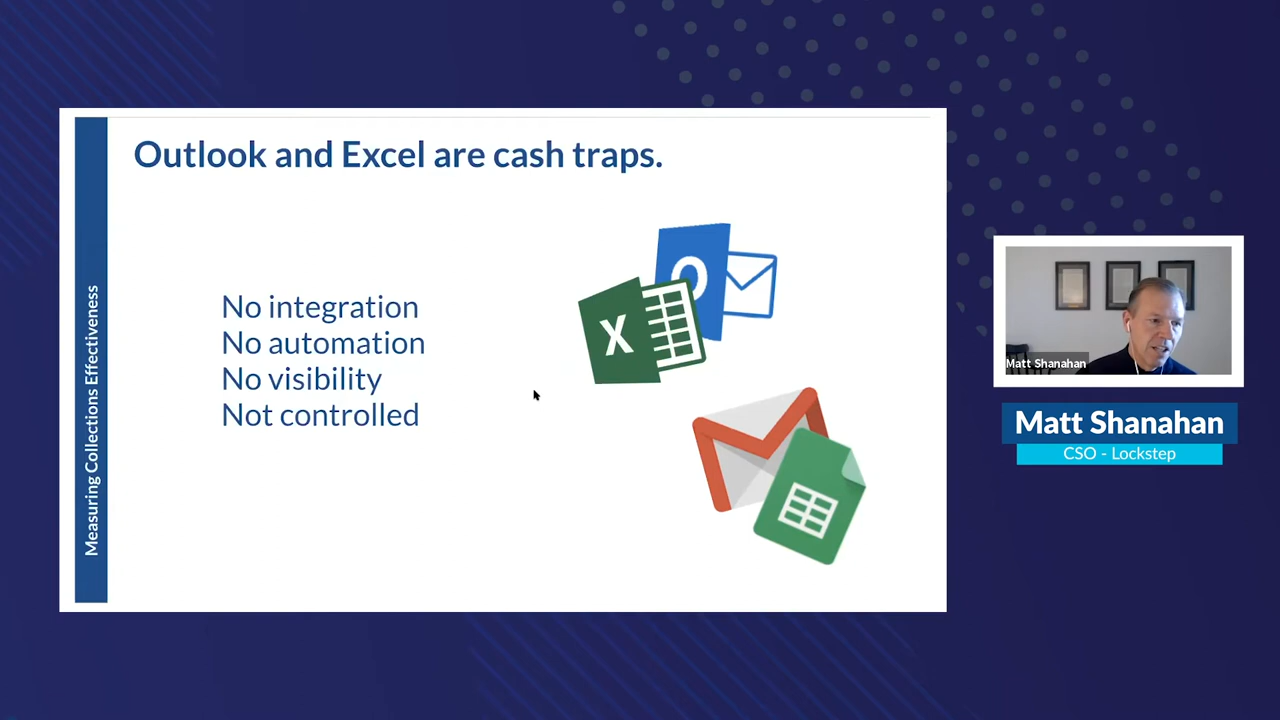 Outlook and Excel are cash traps.
Measuring Collections Effectiveness
No integration
No automation
No visibility
Not controlled
O
X
Matt Shanahan
Matt Shanahan
CSO - Lockstep